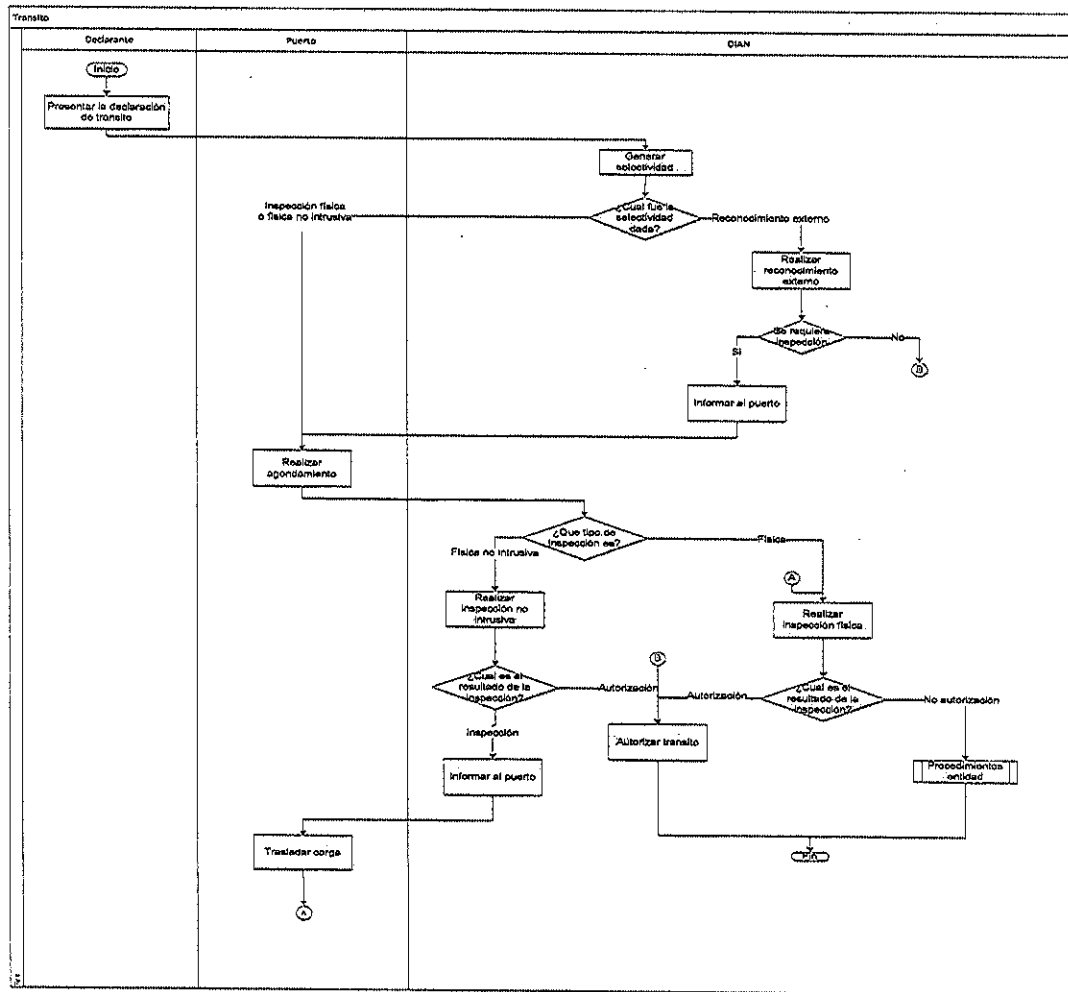 Transito
Declarante
Puerto
DIAN
Inicio
Presentar la declaración
de transito
Generar
selectividad
¿Cual fue la
selectividad
dada?
Inspección física
o física no intrusiva
Reconocimiento externo
Realizar
reconocimiento
externo
Se requiere
inspección
Si
No
B
Informar al puerto
Realizar
agendamiento
¿Que tipo de
inspección es?
Física no intrusiva
Física
A
Realizar
inspección no
intrusiva
Realizar
inspección física
B
¿Cual es el
resultado de la
inspección?
Autorización
Autorización
¿Cual es el
resultado de la
inspección?
No autorización
Inspección
Autorizar transito
Informar al puerto
Procedimientos
entidad
Trasladar carga
Fin
A